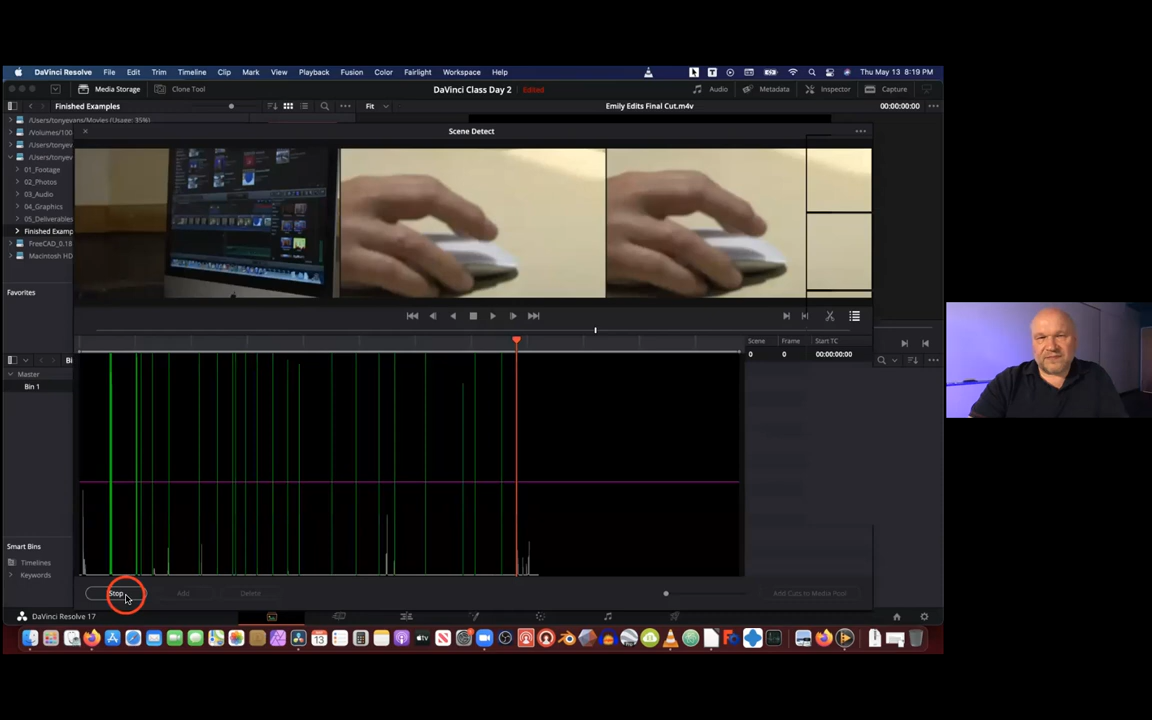 DaVinci Resolve File Edit Trim Timeline Clip Mark View Playback Fusion Color Fairlight Workspace Help Thu May 13 8:19 PM
Media Storage Clone Tool DaVinci Class Day 2 Edited Audio Metadata Inspector Capture
Finished Examples Fit Emily Edits Final Cut.m4v 00:00:00:00
/Users/tonyevans/Movies (Usage: 35%)
/Volumes/100
/Users/tonyev
/Users/tonyev
01_Footage
02_Photos
03_Audio
04_Graphics
05_Deliverables
Finished Examp
FreeCAD_0.18
Macintosh HD
Favorites
Master
Bin 1
Smart Bins
Timelines
Keywords
Scene Detect
Scene Frame Start TC
0 0 00:00:00:00
Stop Add Delete Add Cuts to Media Pool
DaVinci Resolve 17